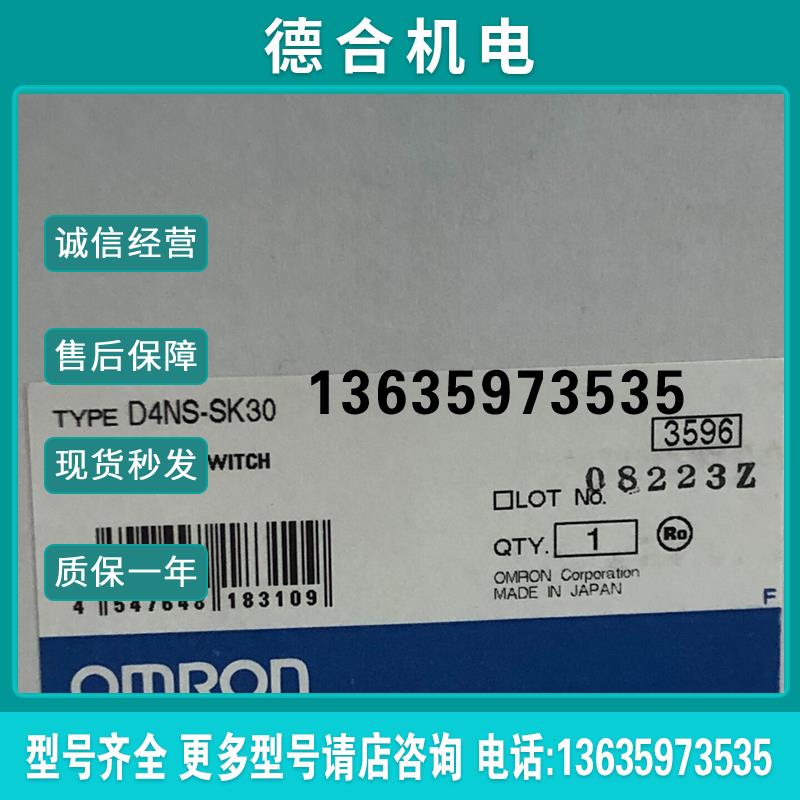 德合机电
诚信经营
售后保障
TYPE D4NS-SK30
13635973535
3596
现货秒发
WITCH
LOT No. 08223Z
QTY. 1
Ro
质保一年
OMRON Corporation
MADE IN JAPAN
4 547648 183109
F
OMRON
型号齐全 更多型号请店咨询 电话:13635973535